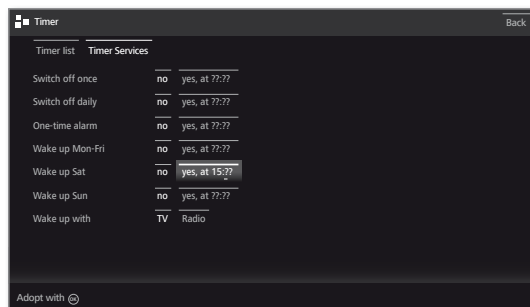 Timer Back
Timer list Timer Services
Switch off once no yes, at ??:??
Switch off daily no yes, at ??:??
One-time alarm no yes, at ??:??
Wake up Mon-Fri no yes, at ??:??
Wake up Sat no yes, at 15:??
Wake up Sun no yes, at ??:??
Wake up with TV Radio
Adopt with OK